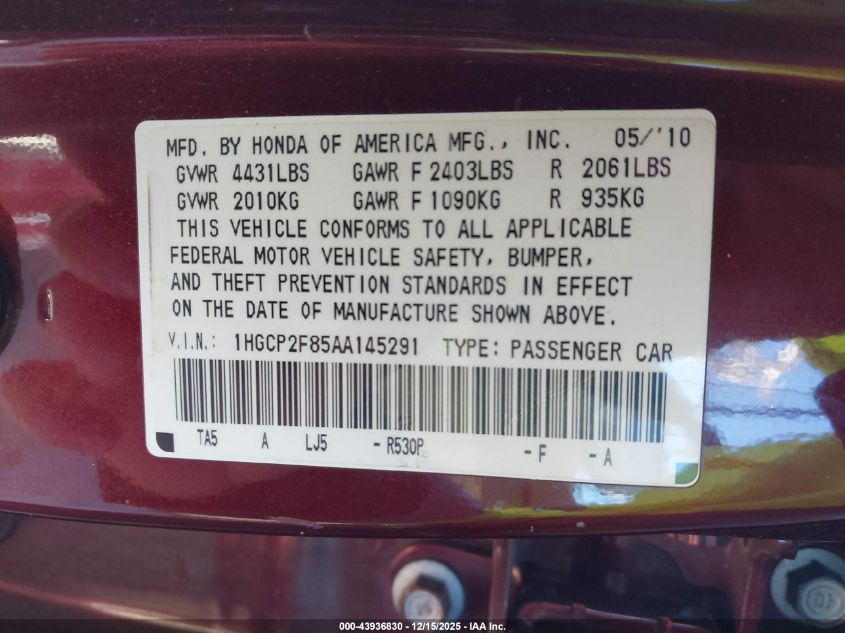 MFD. BY HONDA OF AMERICA MFG., INC. 05/'10
GVWR 4431LBS GAWR F 2403LBS R 2061LBS
GVWR 2010KG GAWR F 1090KG R 935KG
THIS VEHICLE CONFORMS TO ALL APPLICABLE
FEDERAL MOTOR VEHICLE SAFETY, BUMPER,
AND THEFT PREVENTION STANDARDS IN EFFECT
ON THE DATE OF MANUFACTURE SHOWN ABOVE.
V.I.N.: 1HGCP2F85AA145291 TYPE: PASSENGER CAR
TA5 A LJ5 -R530P -F -A
000-43936830 - 12/15/2025 - IAA Inc.